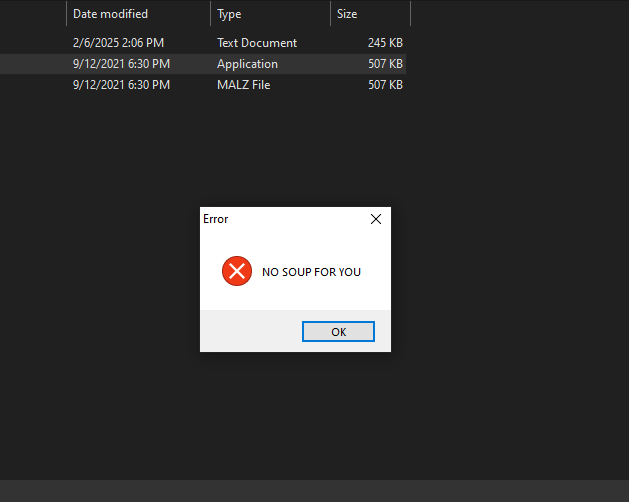 Date modified Type Size
2/6/2025 2:06 PM Text Document 245 KB
9/12/2021 6:30 PM Application 507 KB
9/12/2021 6:30 PM MALZ File 507 KB
Error
NO SOUP FOR YOU
OK